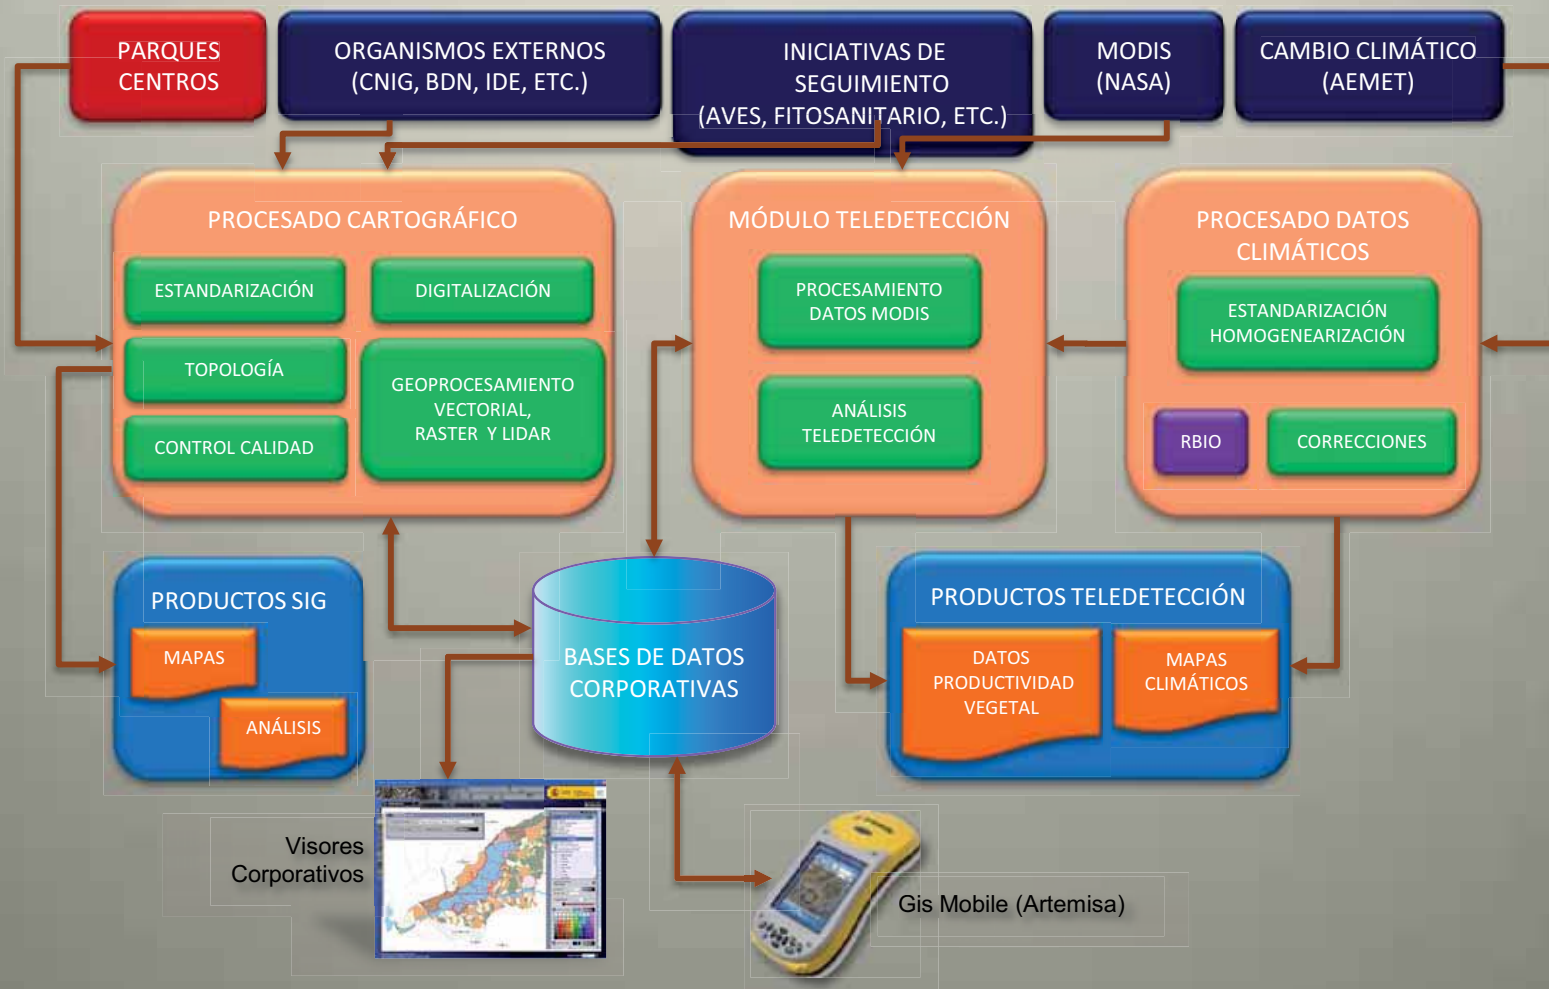 PARQUES
CENTROS
ORGANISMOS EXTERNOS
(CNIG, BDN, IDE, ETC.)
INICIATIVAS DE
SEGUIMIENTO
(AVES, FITOSANITARIO, ETC.)
MODIS
(NASA)
CAMBIO CLIMÁTICO
(AEMET)
PROCESADO CARTOGRÁFICO
ESTANDARIZACIÓN
DIGITALIZACIÓN
TOPOLOGÍA
GEOPROCESAMIENTO
VECTORIAL,
RASTER Y LIDAR
CONTROL CALIDAD
MÓDULO TELEDETECCIÓN
PROCESAMIENTO
DATOS MODIS
ANÁLISIS
TELEDETECCIÓN
PROCESADO DATOS
CLIMÁTICOS
ESTANDARIZACIÓN
HOMOGENEARIZACIÓN
RBIO
CORRECCIONES
PRODUCTOS SIG
MAPAS
ANÁLISIS
BASES DE DATOS
CORPORATIVAS
PRODUCTOS TELEDETECCIÓN
DATOS
PRODUCTIVIDAD
VEGETAL
MAPAS
CLIMÁTICOS
Visores
Corporativos
Gis Mobile (Artemisa)